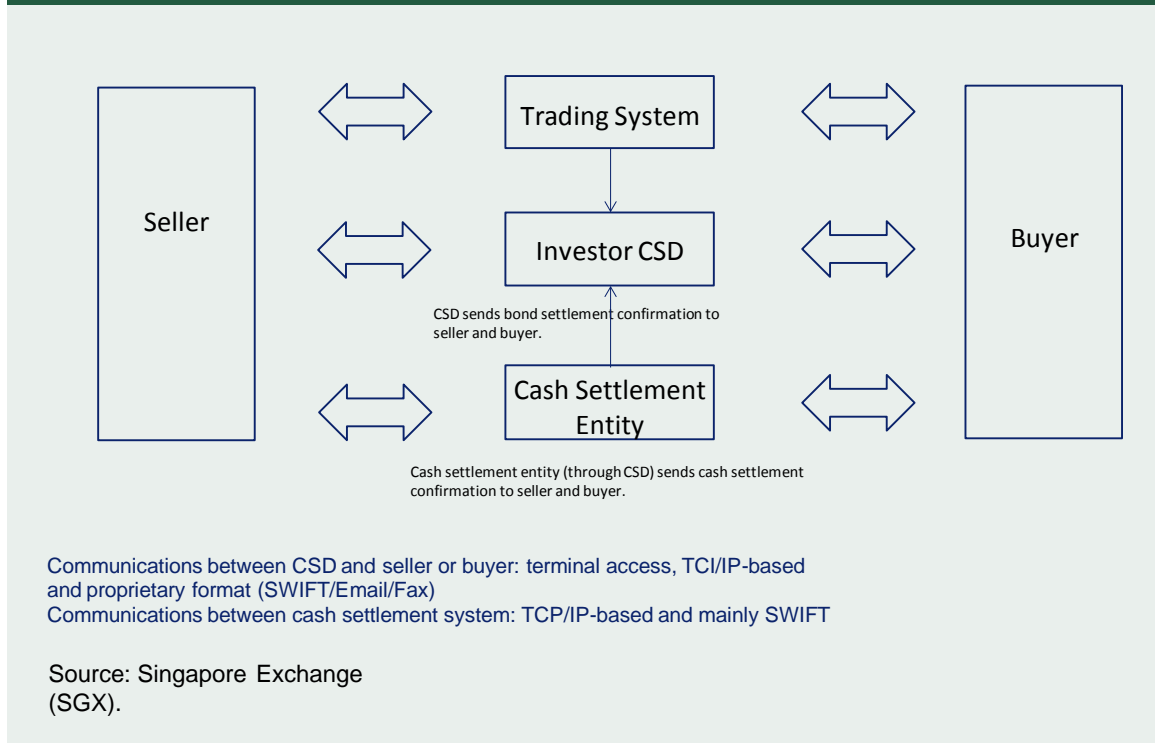 Trading System
Seller
Investor CSD
Buyer
CSD sends bond settlement confirmation to
seller and buyer.
Cash Settlement
Entity
Cash settlement entity (through CSD) sends cash settlement
confirmation to seller and buyer.
Communications between CSD and seller or buyer: terminal access, TCI/IP-based
and proprietary format (SWIFT/Email/Fax)
Communications between cash settlement system: TCP/IP-based and mainly SWIFT
Source: Singapore Exchange
(SGX).